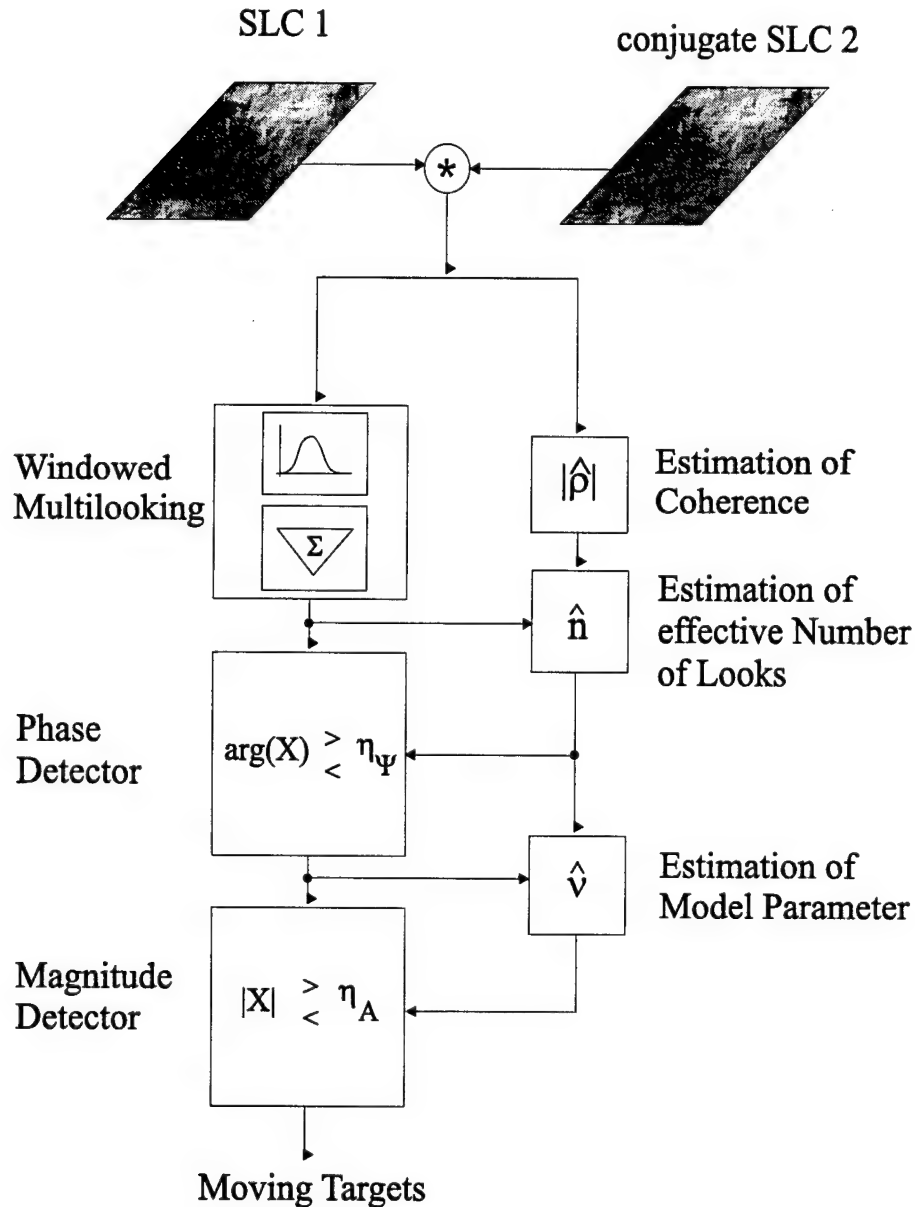 SLC 1
conjugate SLC 2
*
Windowed
Multilooking
Σ
|ρ̂|
Estimation of
Coherence
n̂
Estimation of
effective Number
of Looks
Phase
Detector
arg(X) > < η_Ψ
ν̂
Estimation of
Model Parameter
Magnitude
Detector
|X| > < η_A
Moving Targets